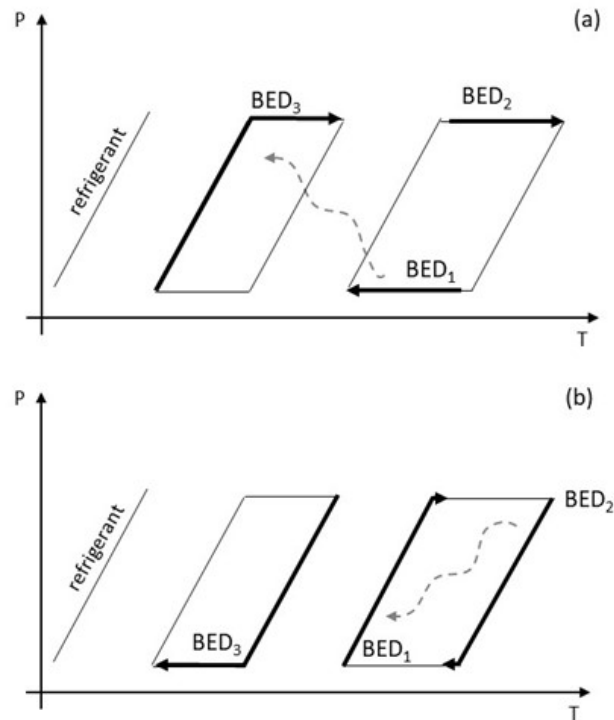 P
(a)
BED₃
BED₂
refrigerant
BED₁
T
P
(b)
refrigerant
BED₂
BED₃
BED₁
T